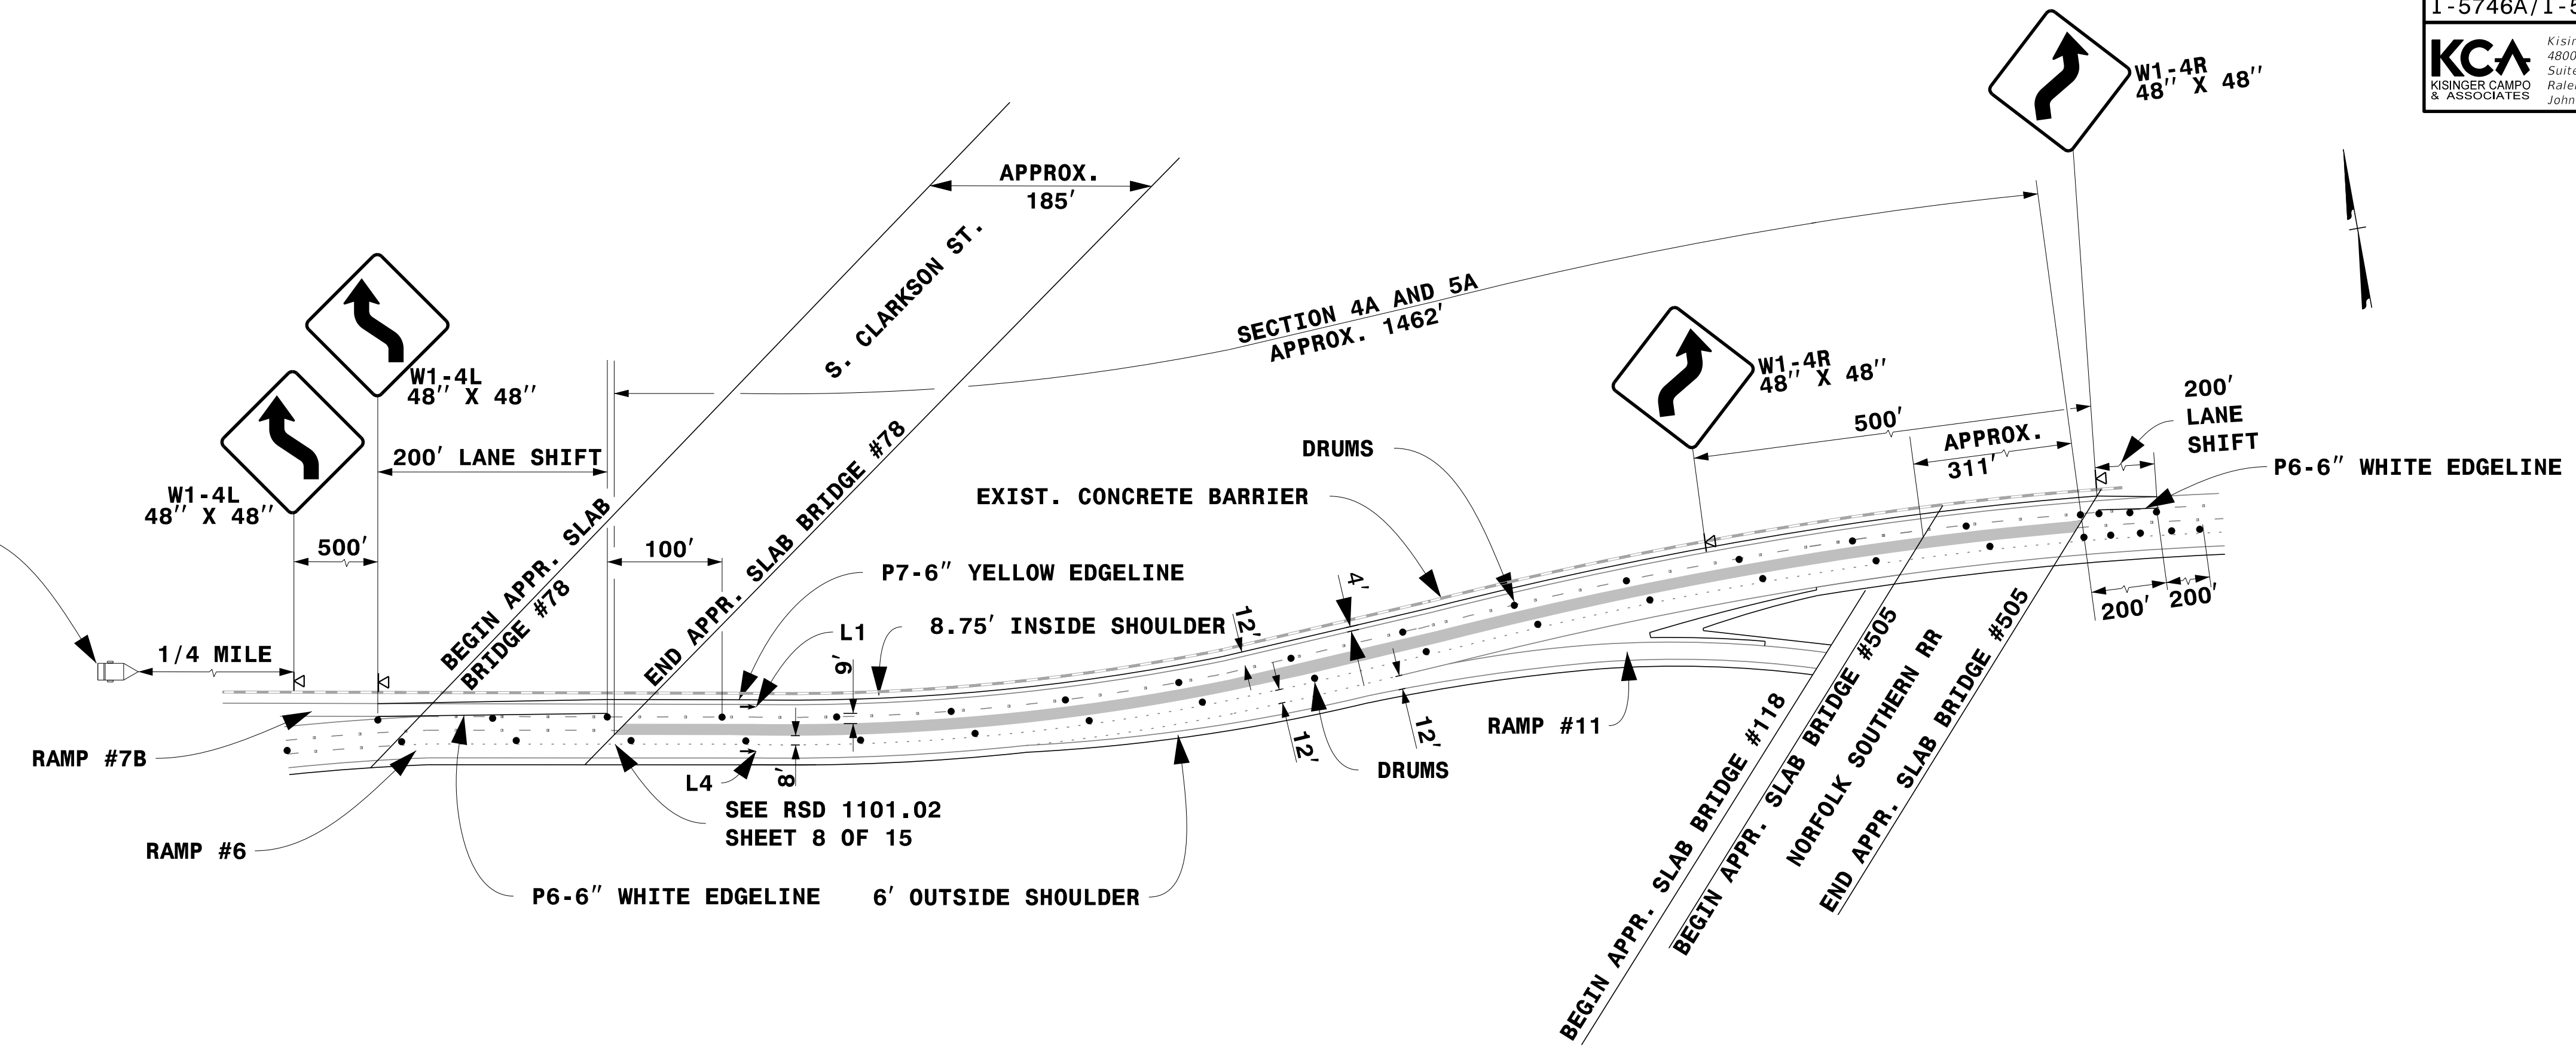 I-5746A/I-5
KCA
KISINGER CAMPO
& ASSOCIATES
4800
Suite
John
W1-4R
48'' X 48''
APPROX.
185'
S. CLARKSON ST.
SECTION 4A AND 5A
APPROX. 1462'
W1-4L
48'' X 48''
W1-4R
48'' X 48''
200'
LANE
SHIFT
500'
APPROX.
311'
DRUMS
200' LANE SHIFT
P6-6" WHITE EDGELINE
W1-4L
48'' X 48''
EXIST. CONCRETE BARRIER
500'
100'
BEGIN APPR. SLAB
BRIDGE #78
END APPR. SLAB BRIDGE #78
P7-6" YELLOW EDGELINE
4'
200'
200'
L1
8.75' INSIDE SHOULDER
12'
1/4 MILE
6'
RAMP #7B
RAMP #11
12'
12'
DRUMS
L4
8'
SEE RSD 1101.02
SHEET 8 OF 15
RAMP #6
P6-6" WHITE EDGELINE
6' OUTSIDE SHOULDER
BEGIN APPR. SLAB BRIDGE #118
BEGIN APPR. SLAB BRIDGE #505
NORFOLK SOUTHERN RR
END APPR. SLAB BRIDGE #505